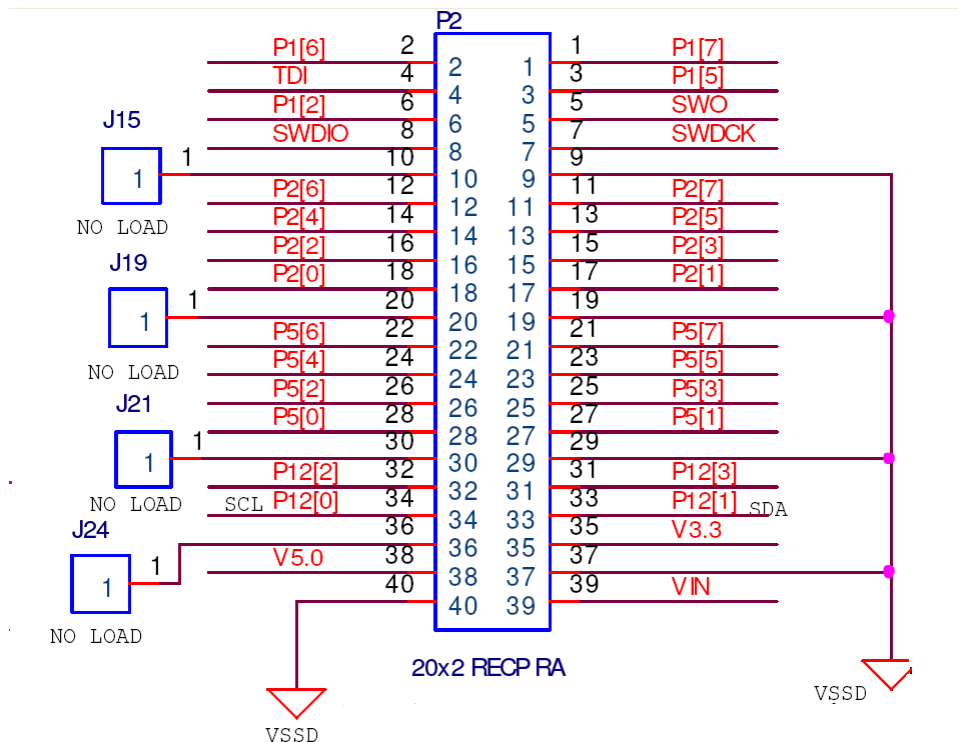 P2
P1[6] 2 1 P1[7]
2 1
TDI 4 3 P1[5]
4 3
P1[2] 6 5 SWO
6 5
J15
SWDIO 8 7 SWDCK
8 7
1 10 9
1 10 9
P2[6] 12 11 P2[7]
12 11
NO LOAD
P2[4] 14 13 P2[5]
14 13
P2[2] 16 15 P2[3]
16 15
J19
P2[0] 18 17 P2[1]
18 17
1 20 19
1 20 19
P5[6] 22 21 P5[7]
22 21
P5[4] 24 23 P5[5]
24 23
NO LOAD
P5[2] 26 25 P5[3]
26 25
J21
P5[0] 28 27 P5[1]
28 27
1 30 29
1 30 29
P12[2] 32 31 P12[3]
32 31
NO LOAD
SCL P12[0] 34 33 P12[1] SDA
34 33
J24
36 35 V3.3
36 35
1 V5.0 38 37
38 37
1 40 39 VIN
40 39
NO LOAD
20x2 RECP RA
VSSD
VSSD